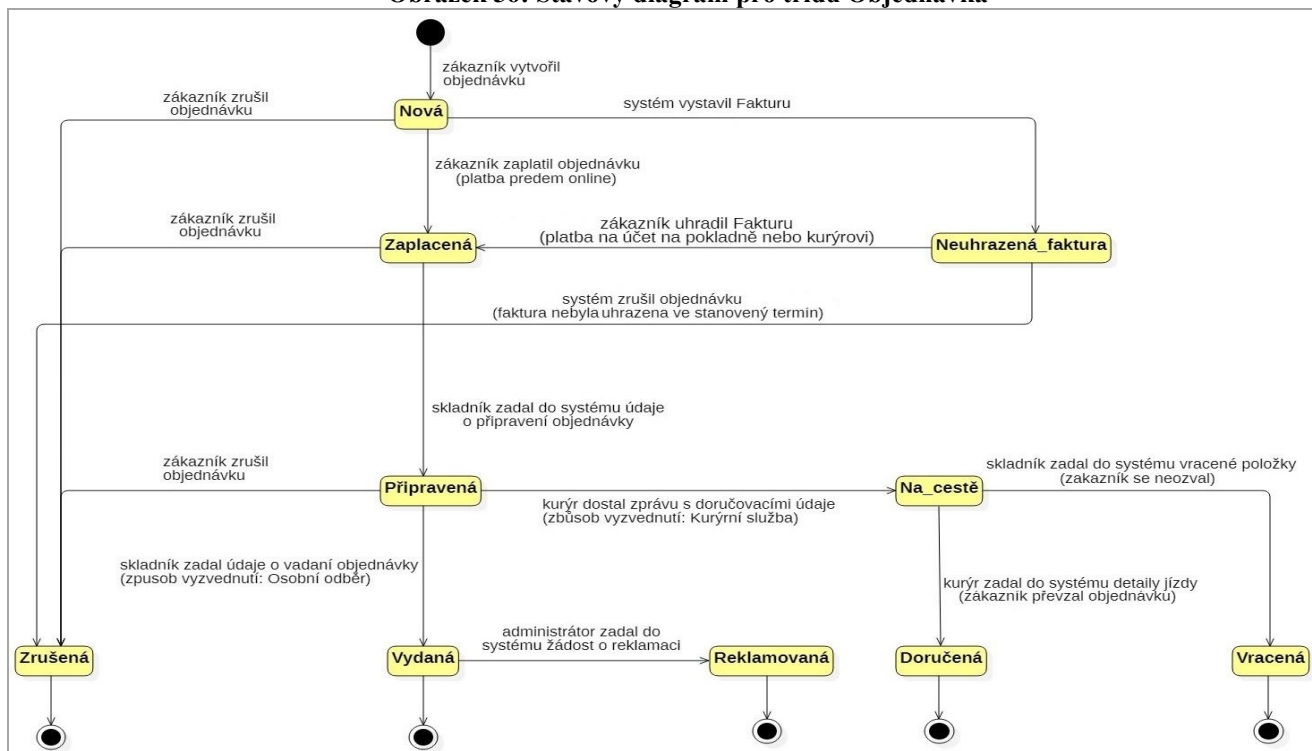 Obrázek 30: Stavový diagram pro třídu Objednávka
zákazník vytvořil
objednávku
zákazník zrušil
objednávku
Nová
systém vystavil Fakturu
zákazník zaplatil objednávku
(platba predem online)
zákazník zrušil
objednávku
zákazník uhradil Fakturu
(platba na účet na pokladně nebo kurýrovi)
Zaplacená
Neuhrazená_faktura
systém zrušil objednávku
(faktura nebyla uhrazena ve stanovený termín)
skladník zadal do systému údaje
o připravení objednávky
zákazník zrušil
objednávku
skladník zadal do systému vracené položky
(zakazník se neozval)
Připravená
Na_cestě
kurýr dostal zprávu s doručovacími údaje
(zbůsob vyzvednutí: Kurýrní služba)
skladník zadal údaje o vadaní objednávky
(zpusob vyzvednutí: Osobní odběr)
kurýr zadal do systému detaily jízdy
(zákazník převzal objednávku)
administrátor zadal do
systému žádost o reklamaci
Zrušená
Vydaná
Reklamovaná
Doručená
Vracená